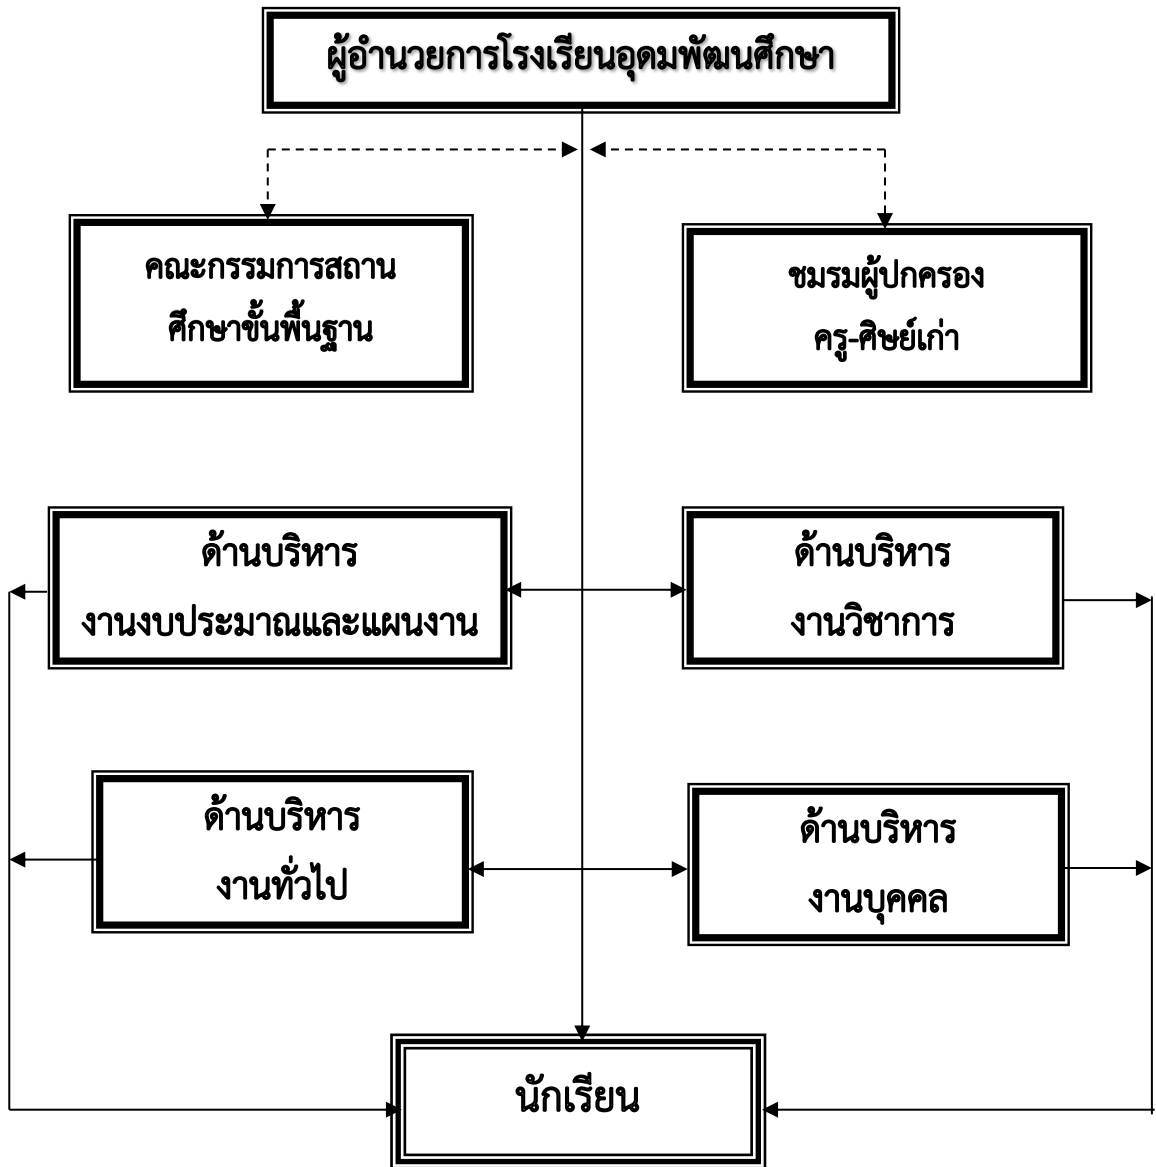 ผู้อำนวยการโรงเรียนอุดมพัฒนศึกษา
คณะกรรมการสถาน
ศึกษาขั้นพื้นฐาน
ชมรมผู้ปกครอง
ครู-ศิษย์เก่า
ด้านบริหาร
งานงบประมาณและแผนงาน
ด้านบริหาร
งานวิชาการ
ด้านบริหาร
งานทั่วไป
ด้านบริหาร
งานบุคคล
นักเรียน